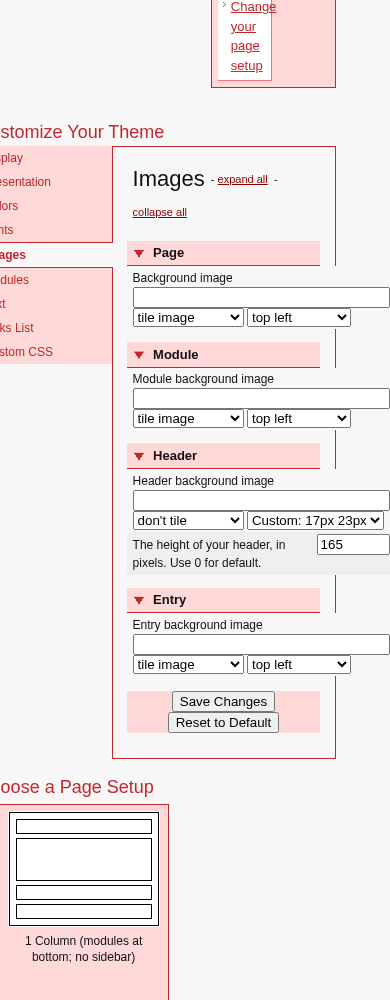 Change
your
page
setup
stomize Your Theme
splay
esentation
lors
nts
ages
dules
xt
ks List
stom CSS
Images - expand all -
collapse all
Page
Background image
tile image top left
Module
Module background image
tile image top left
Header
Header background image
don't tile Custom: 17px 23px
The height of your header, in
pixels. Use 0 for default.
165
Entry
Entry background image
tile image top left
Save Changes
Reset to Default
oose a Page Setup
1 Column (modules at
bottom; no sidebar)